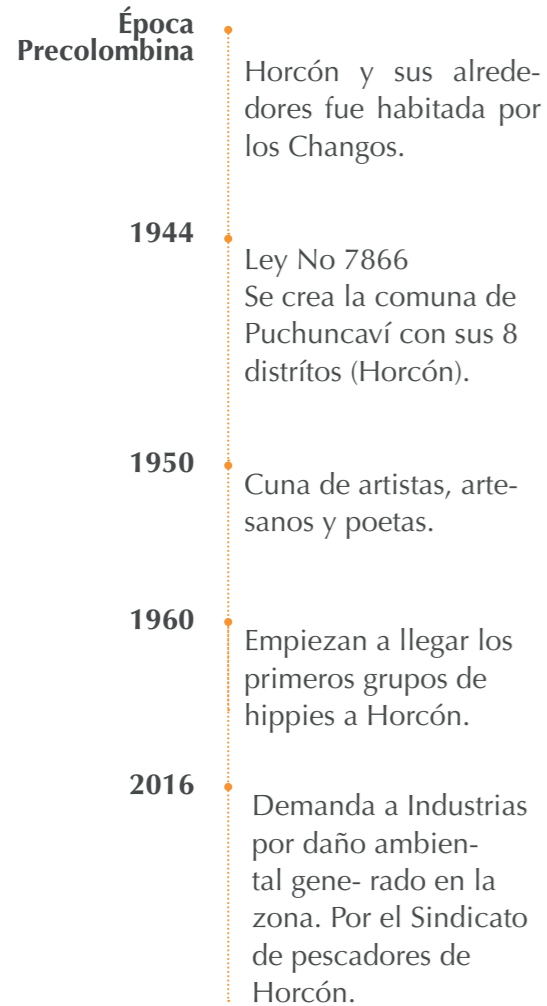 Época
Precolombina
Horcón y sus alrede-
dores fue habitada por
los Changos.
1944
Ley No 7866
Se crea la comuna de
Puchuncaví con sus 8
distrítos (Horcón).
1950
Cuna de artistas, arte-
sanos y poetas.
1960
Empiezan a llegar los
primeros grupos de
hippies a Horcón.
2016
Demanda a Industrias
por daño ambien-
tal gene- rado en la
zona. Por el Sindicato
de pescadores de
Horcón.